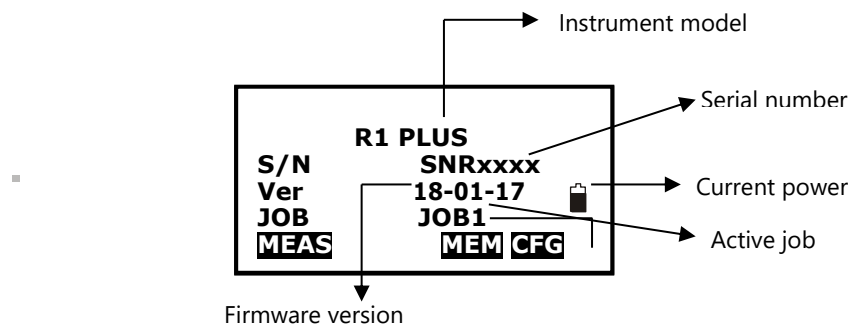 Instrument model
Serial number
R1 PLUS
S/N SNRxxxx
Ver 18-01-17
Current power
JOB JOB1
Active job
MEAS MEM CFG
Firmware version